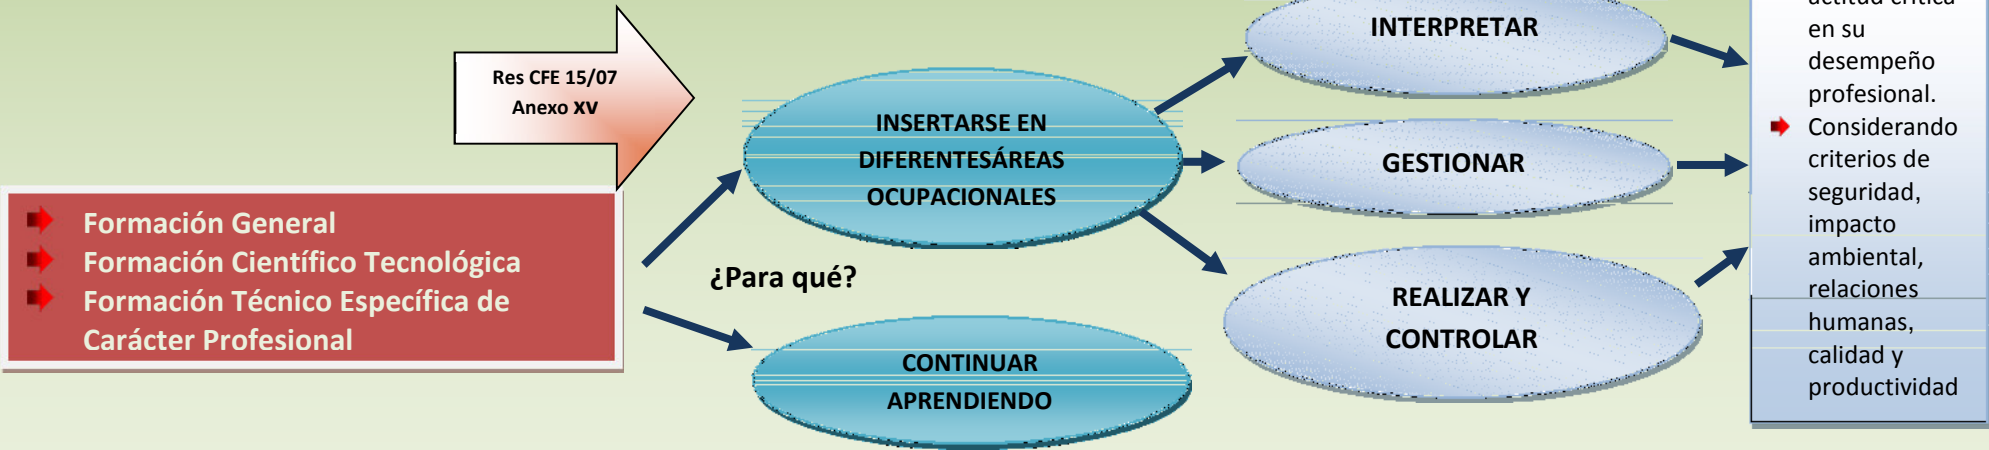 Res CFE 15/07
Anexo XV
Formación General
Formación Científico Tecnológica
Formación Técnico Específica de
Carácter Profesional
¿Para qué?
INSERTARSE EN
DIFERENTESÁREAS
OCUPACIONALES
CONTINUAR
APRENDIENDO
INTERPRETAR
GESTIONAR
REALIZAR Y
CONTROLAR
actitud crítica
en su
desempeño
profesional.
Considerando
criterios de
seguridad,
impacto
ambiental,
relaciones
humanas,
calidad y
productividad